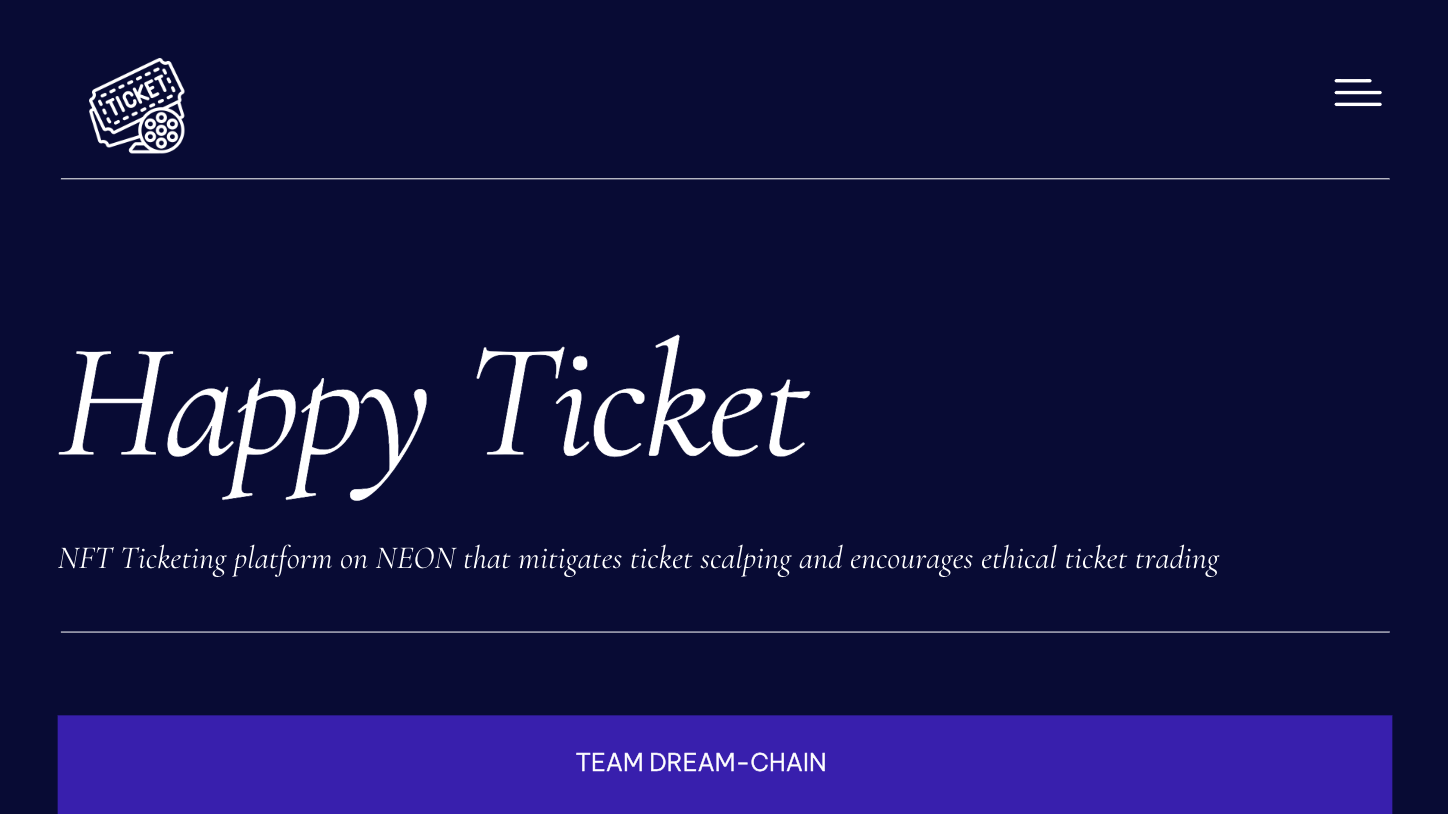 TICKET
Happy Ticket
NFT Ticketing platform on NEON that mitigates ticket scalping and encourages ethical ticket trading
TEAM DREAM-CHAIN